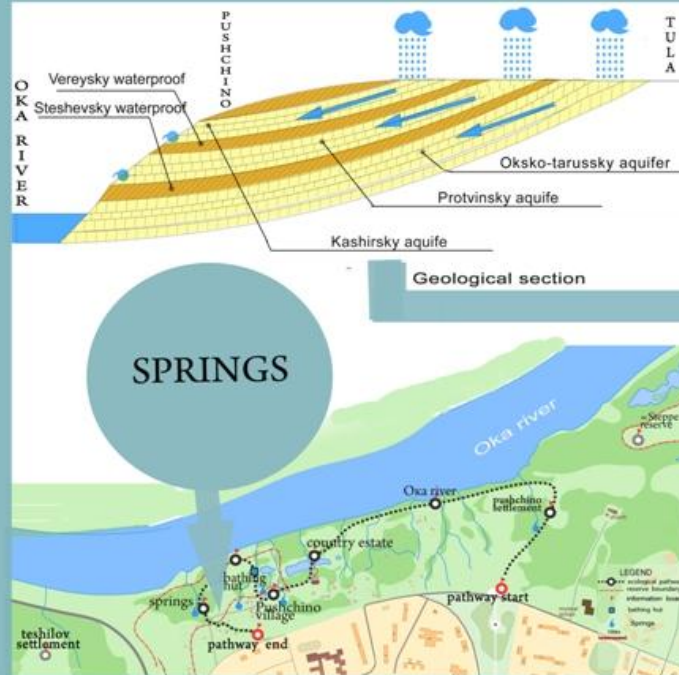 PUSHCHINO
TULA
OKA RIVER
Vereysky waterproof
Steshevsky waterproof
Oksko-tarussky aquifer
Protvinsky aquife
Kashirsky aquife
Geological section
SPRINGS
Oka river
Steppe
reserve
Oka river
pushchino
settlement
country estate
bathing
hut
springs
Pushchino
village
pathway start
pathway end
teshilov
settlement
LEGEND
ecological pathway
reserve boundary
information boa
bathing hut
Springs